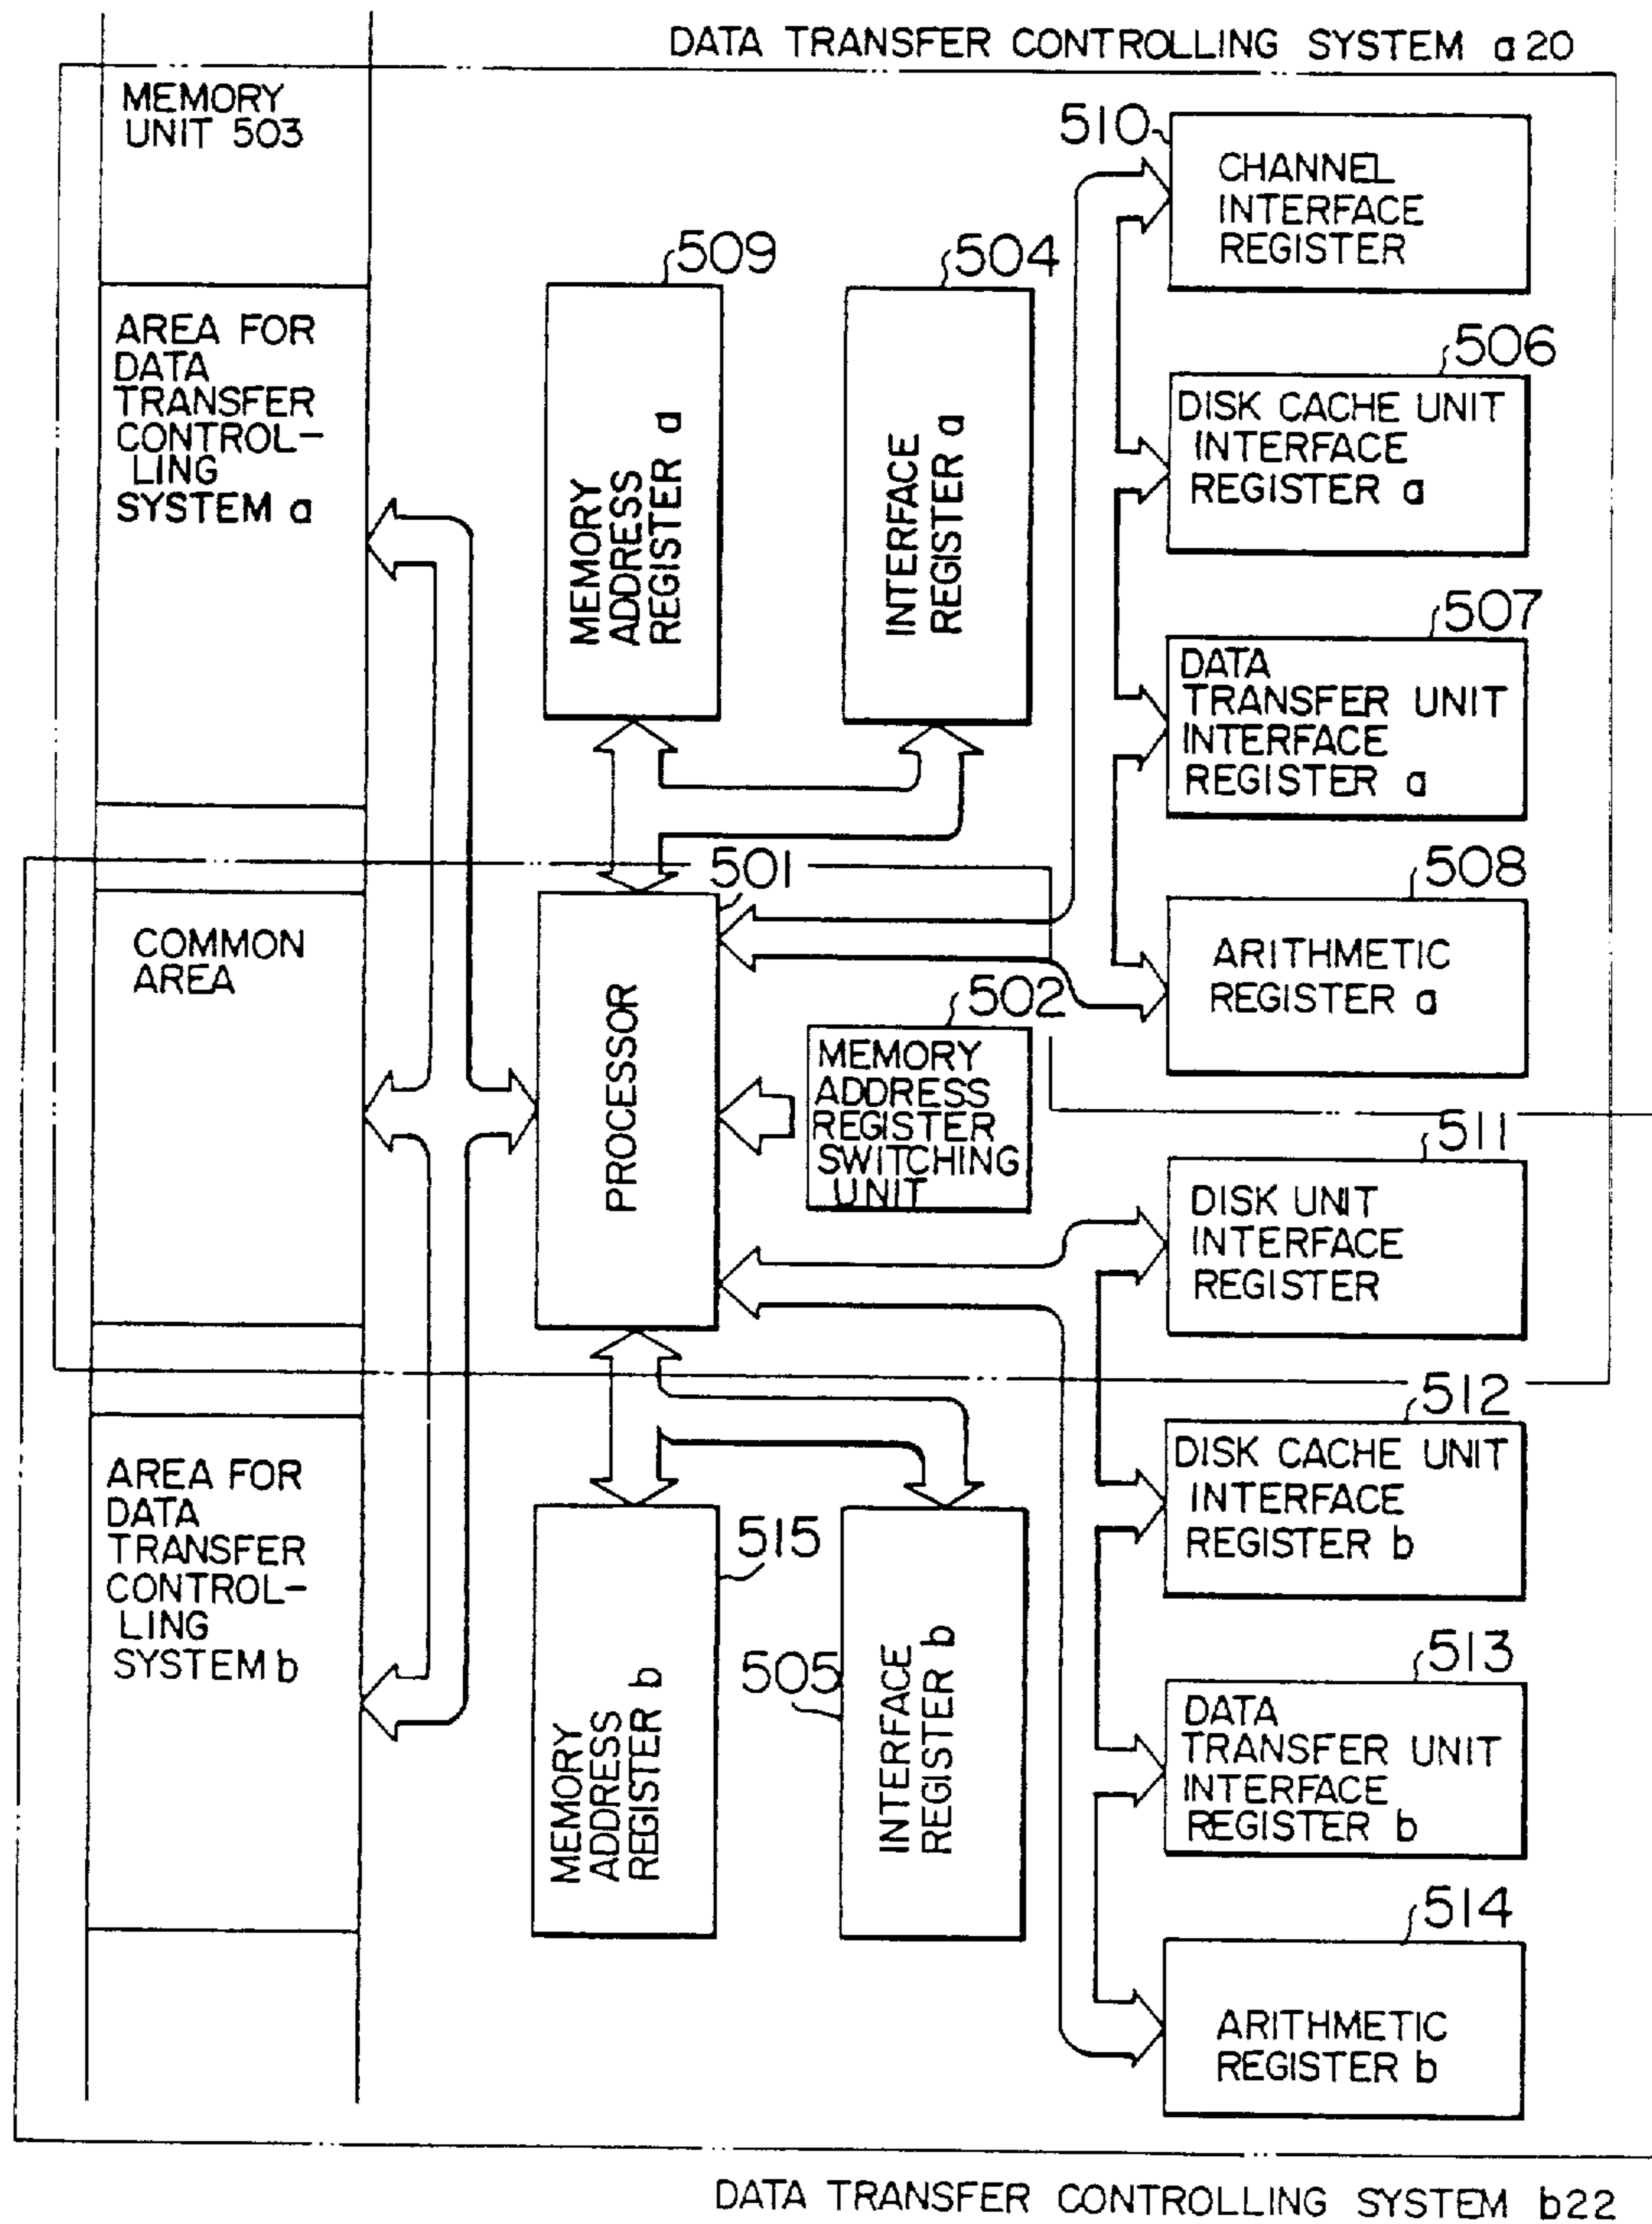 DATA TRANSFER CONTROLLING SYSTEM a20
MEMORY
UNIT 503
510
CHANNEL
INTERFACE
REGISTER
509
504
AREA FOR
DATA
TRANSFER
CONTROL-
LING
SYSTEM a
MEMORY
ADDRESS
REGISTER a
INTERFACE
REGISTER a
506
DISK CACHE UNIT
INTERFACE
REGISTER a
507
DATA
TRANSFER UNIT
INTERFACE
REGISTER a
501
508
COMMON
AREA
PROCESSOR
ARITHMETIC
REGISTER a
502
MEMORY
ADDRESS
REGISTER
SWITCHING
UNIT
511
DISK UNIT
INTERFACE
REGISTER
512
DISK CACHE UNIT
INTERFACE
REGISTER b
AREA FOR
DATA
TRANSFER
CONTROL-
LING
SYSTEM b
515
MEMORY
ADDRESS
REGISTER b
505
INTERFACE
REGISTER b
513
DATA
TRANSFER UNIT
INTERFACE
REGISTER b
514
ARITHMETIC
REGISTER b
DATA TRANSFER CONTROLLING SYSTEM b22